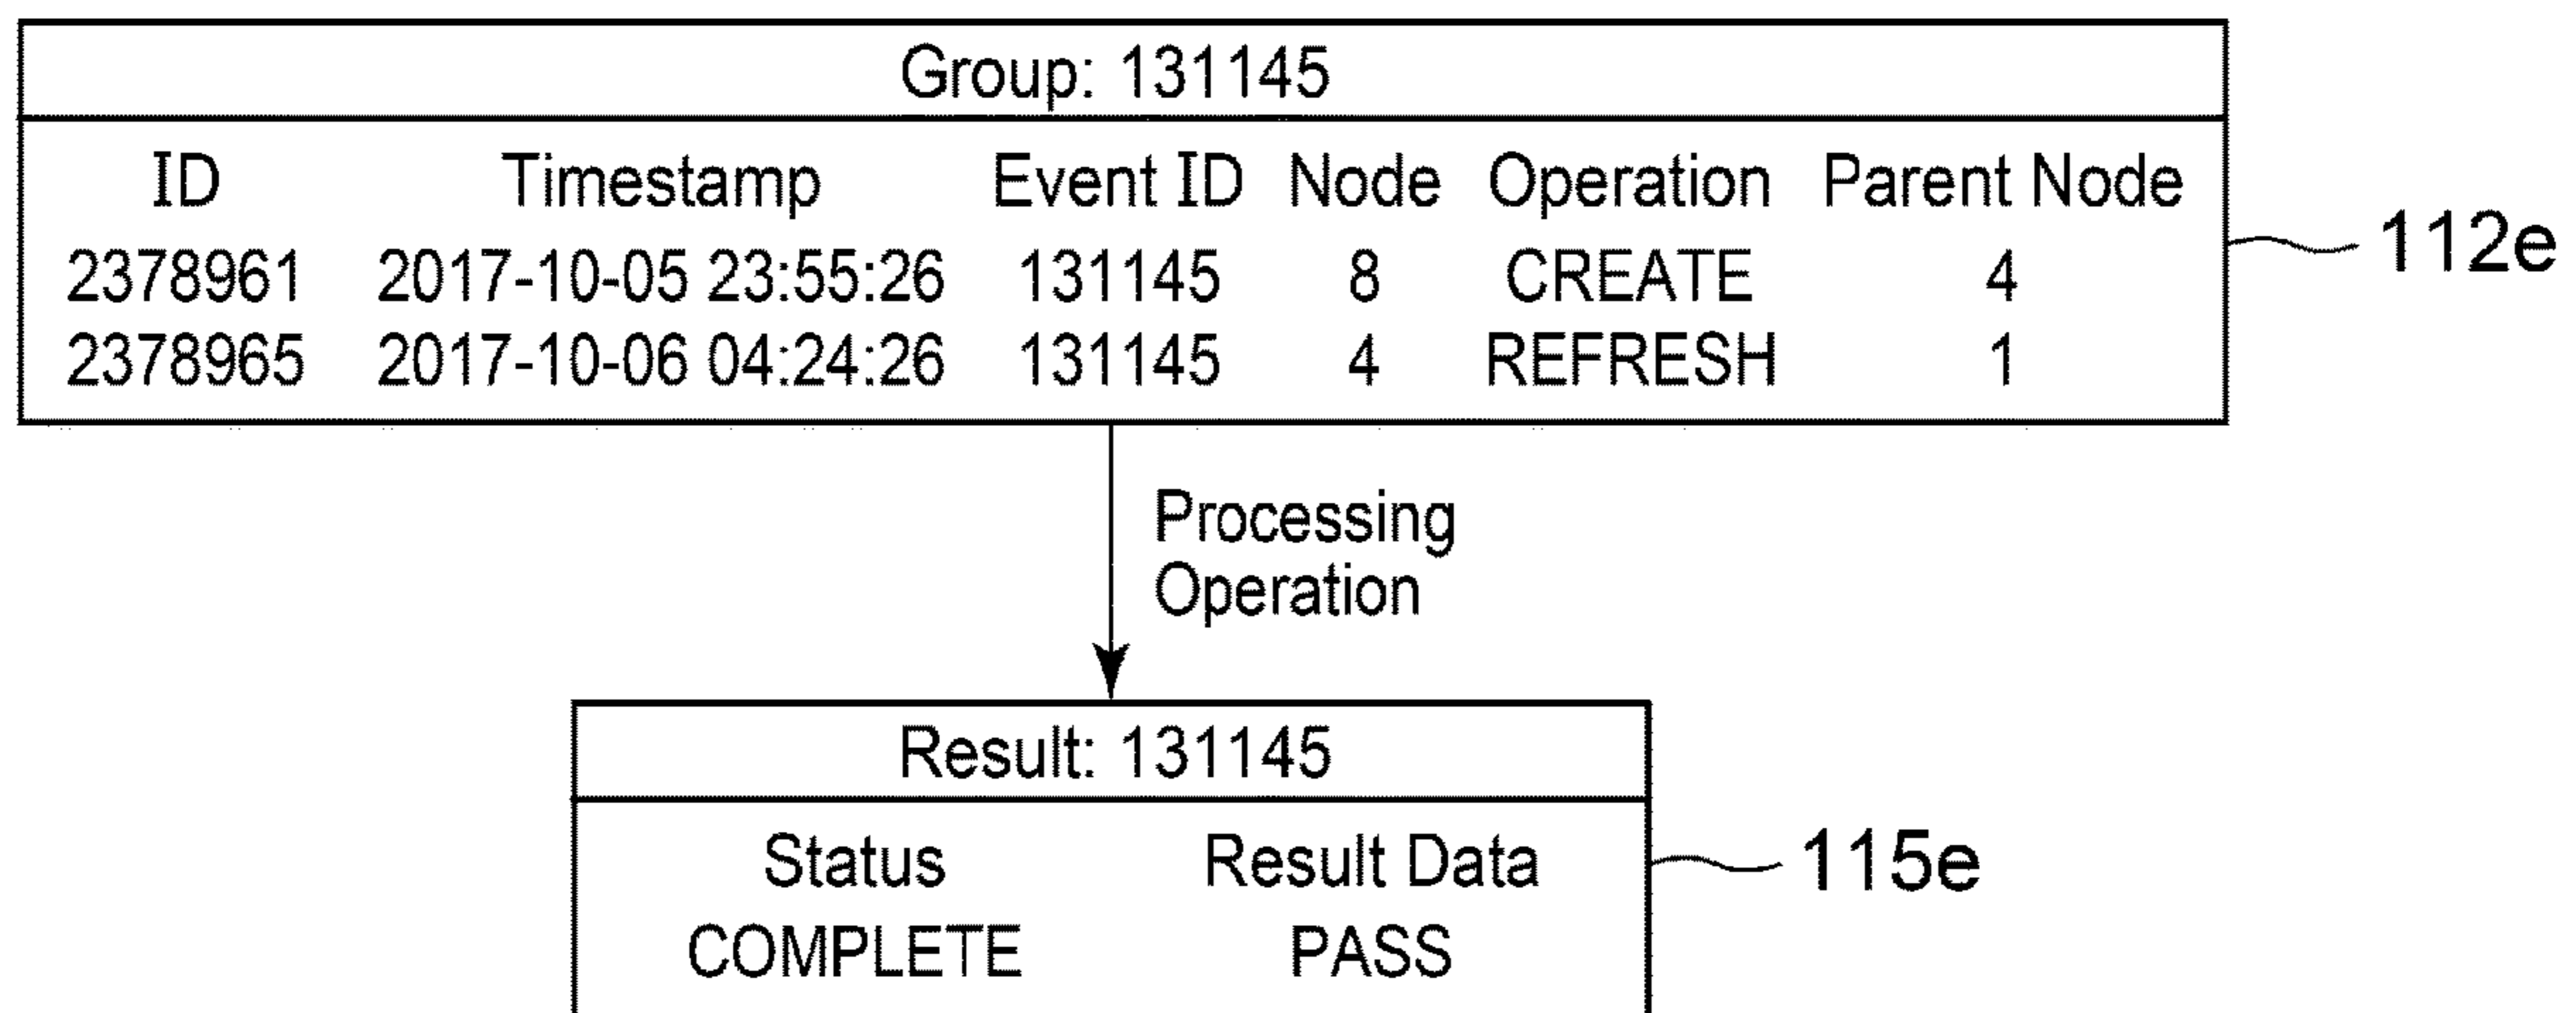 Group: 131145
ID Timestamp Event ID Node Operation Parent Node
2378961 2017-10-05 23:55:26 131145 8 CREATE 4
2378965 2017-10-06 04:24:26 131145 4 REFRESH 1
112e
Processing
Operation
Result: 131145
Status Result Data
COMPLETE PASS
115e